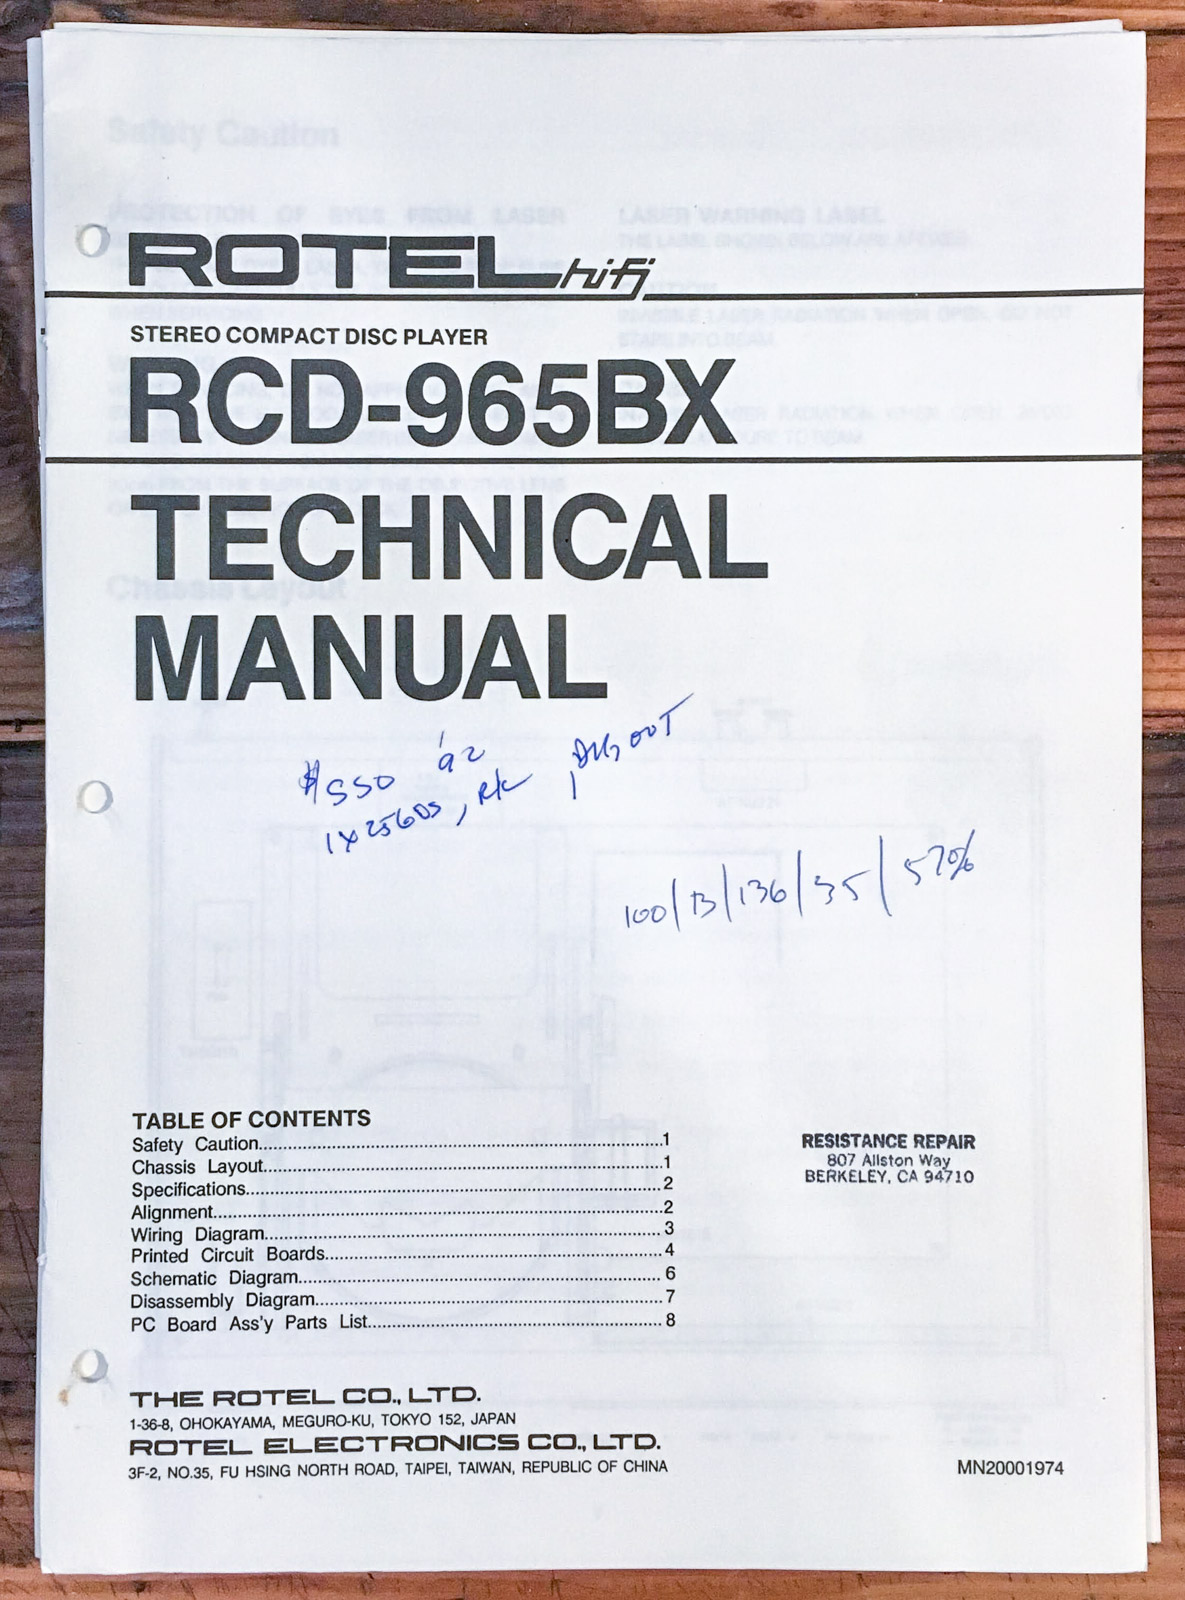 ROTEL hifi
STEREO COMPACT DISC PLAYER
RCD-965BX
TECHNICAL
MANUAL
$550 '92
1x256DS, R/C, DIG OUT
100/13/136/35/57%
TABLE OF CONTENTS
Safety Caution 1
Chassis Layout 1
Specifications 2
Alignment 2
Wiring Diagram 3
Printed Circuit Boards 4
Schematic Diagram 6
Disassembly Diagram 7
PC Board Ass'y Parts List 8
RESISTANCE REPAIR
807 Allston Way
BERKELEY, CA 94710
THE ROTEL CO., LTD.
1-36-8, OHOKAYAMA, MEGURO-KU, TOKYO 152, JAPAN
ROTEL ELECTRONICS CO., LTD.
3F-2, NO.35, FU HSING NORTH ROAD, TAIPEI, TAIWAN, REPUBLIC OF CHINA
MN20001974